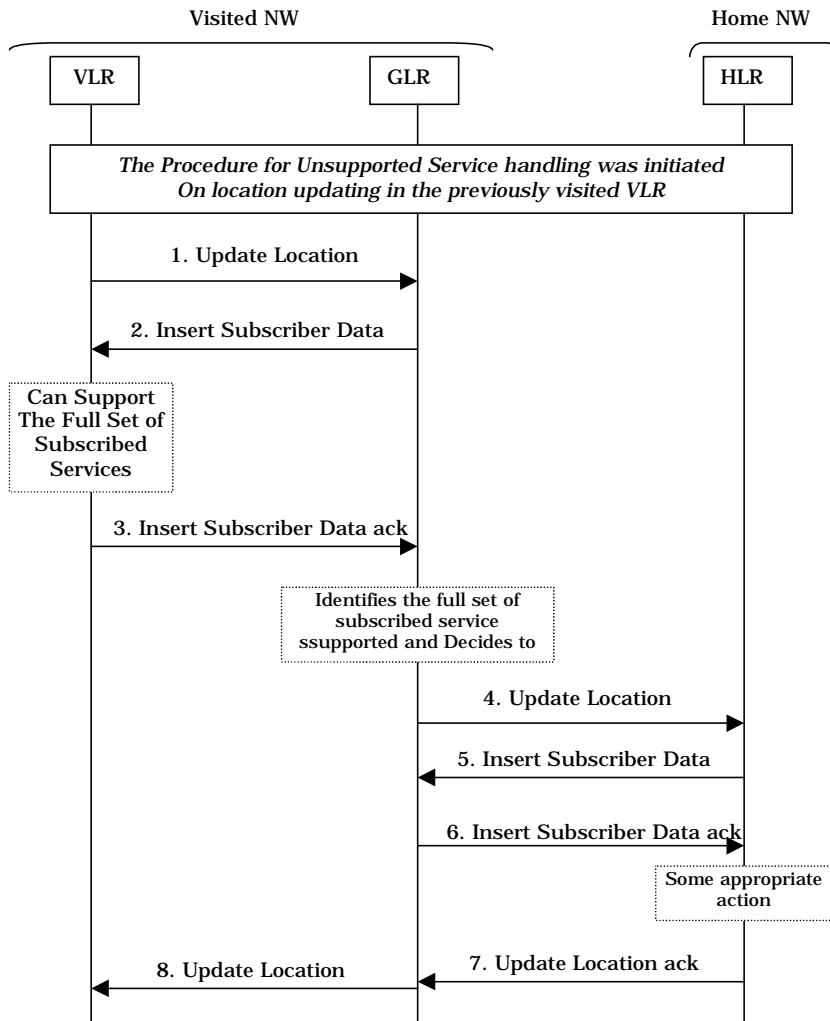 Visited NW
Home NW
VLR
GLR
HLR
The Procedure for Unsupported Service handling was initiated
On location updating in the previously visited VLR
1. Update Location
2. Insert Subscriber Data
Can Support
The Full Set of
Subscribed
Services
3. Insert Subscriber Data ack
Identifies the full set of
subscribed service
ssupported and Decides to
4. Update Location
5. Insert Subscriber Data
6. Insert Subscriber Data ack
Some appropriate
action
7. Update Location ack
8. Update Location